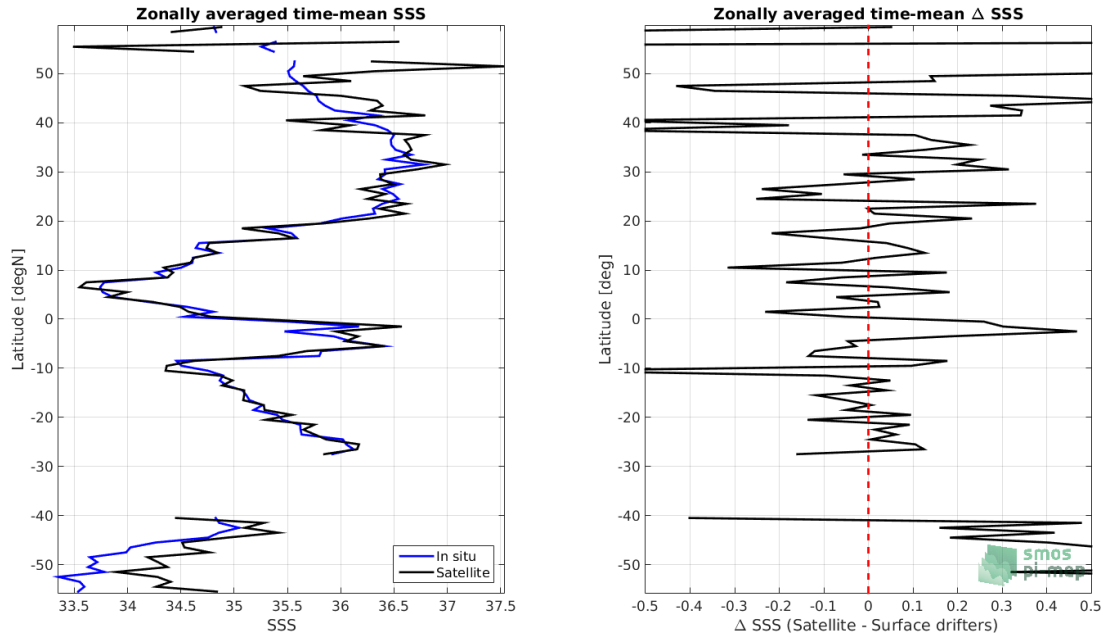 Zonally averaged time-mean SSS
50
40
30
20
10
0
-10
-20
-30
-40
-50
Latitude [degN]
33.5 34 34.5 35 35.5 36 36.5 37 37.5
SSS
In situ
Satellite
Zonally averaged time-mean Δ SSS
50
40
30
20
10
0
-10
-20
-30
-40
-50
Latitude [deg]
-0.5 -0.4 -0.3 -0.2 -0.1 0 0.1 0.2 0.3 0.4 0.5
Δ SSS (Satellite - Surface drifters)
smos
pi-mep